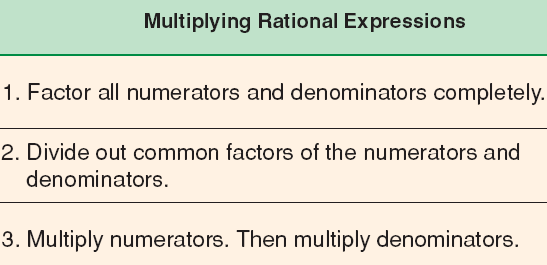 Multiplying Rational Expressions
1. Factor all numerators and denominators completely.
2. Divide out common factors of the numerators and
denominators.
3. Multiply numerators. Then multiply denominators.